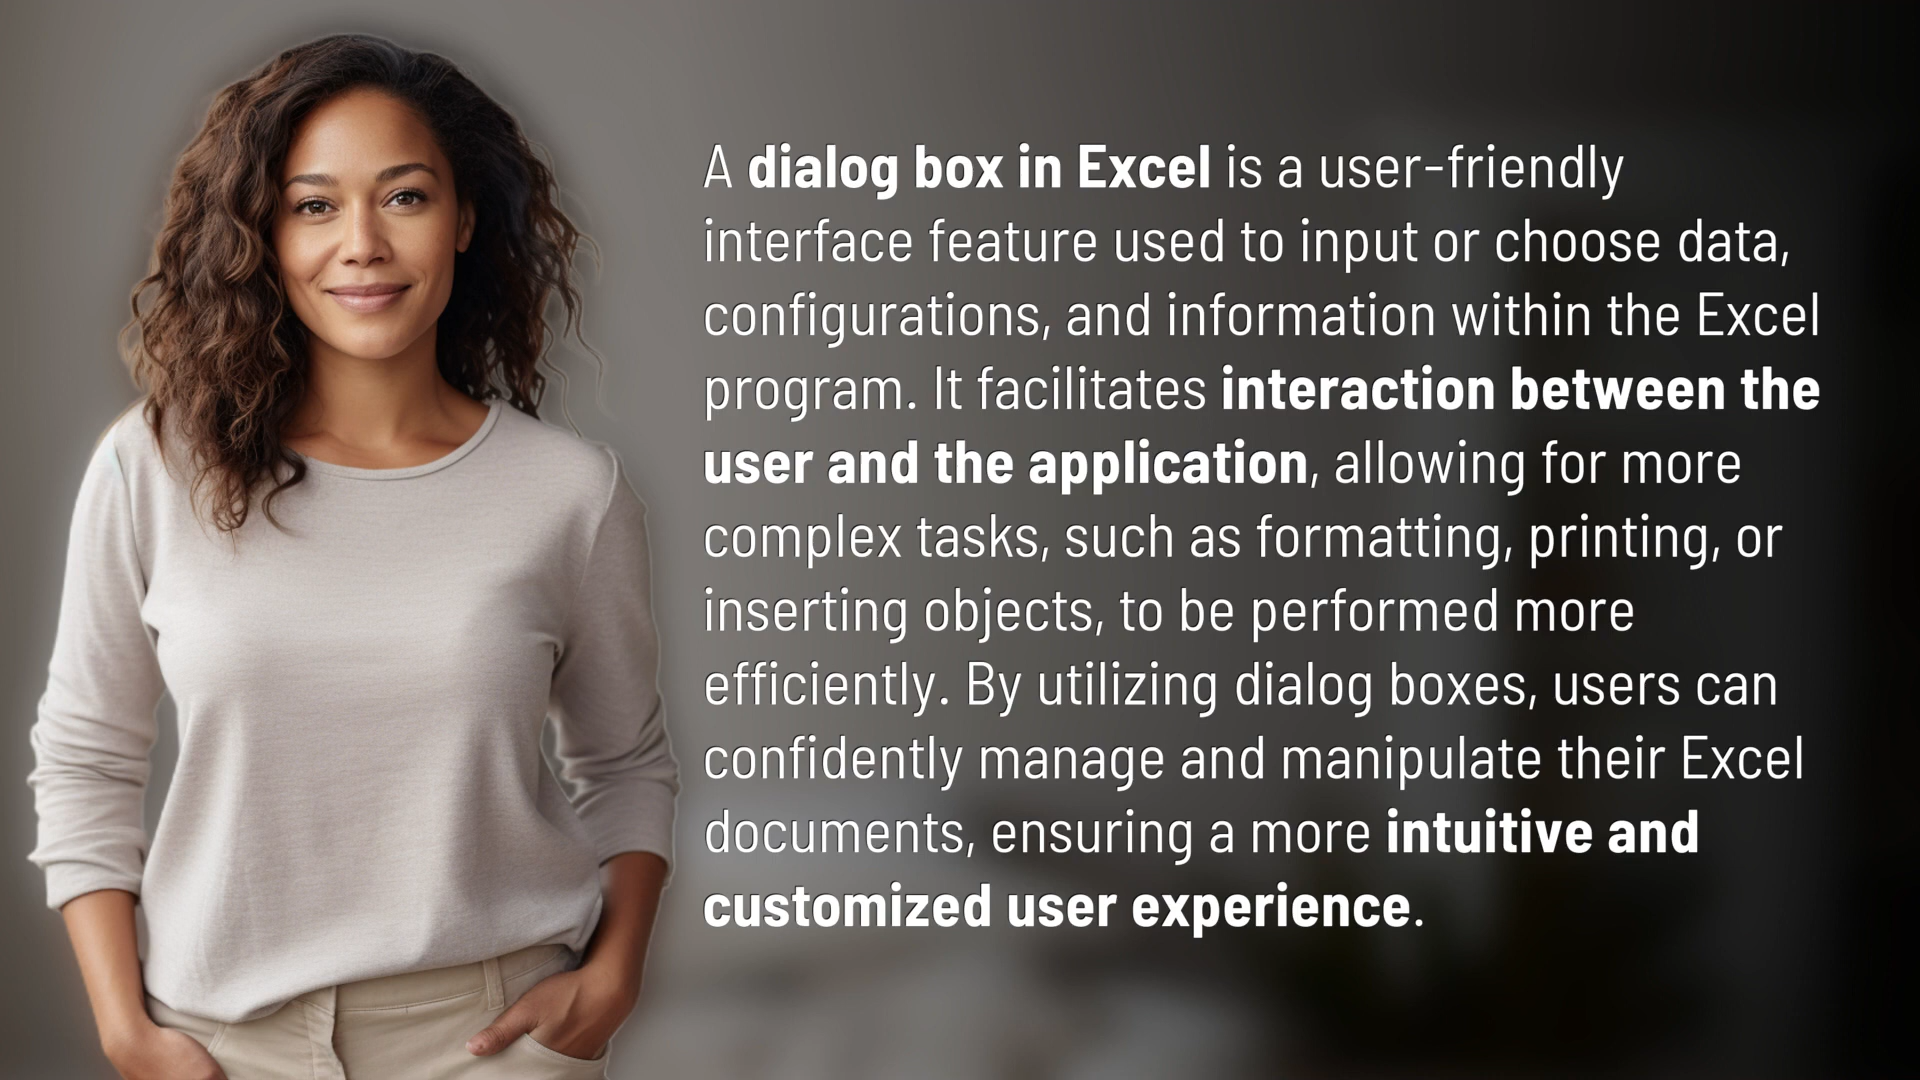 A dialog box in Excel is a user-friendly
interface feature used to input or choose data,
configurations, and information within the Excel
program. It facilitates interaction between the
user and the application, allowing for more
complex tasks, such as formatting, printing, or
inserting objects, to be performed more
efficiently. By utilizing dialog boxes, users can
confidently manage and manipulate their Excel
documents, ensuring a more intuitive and
customized user experience.